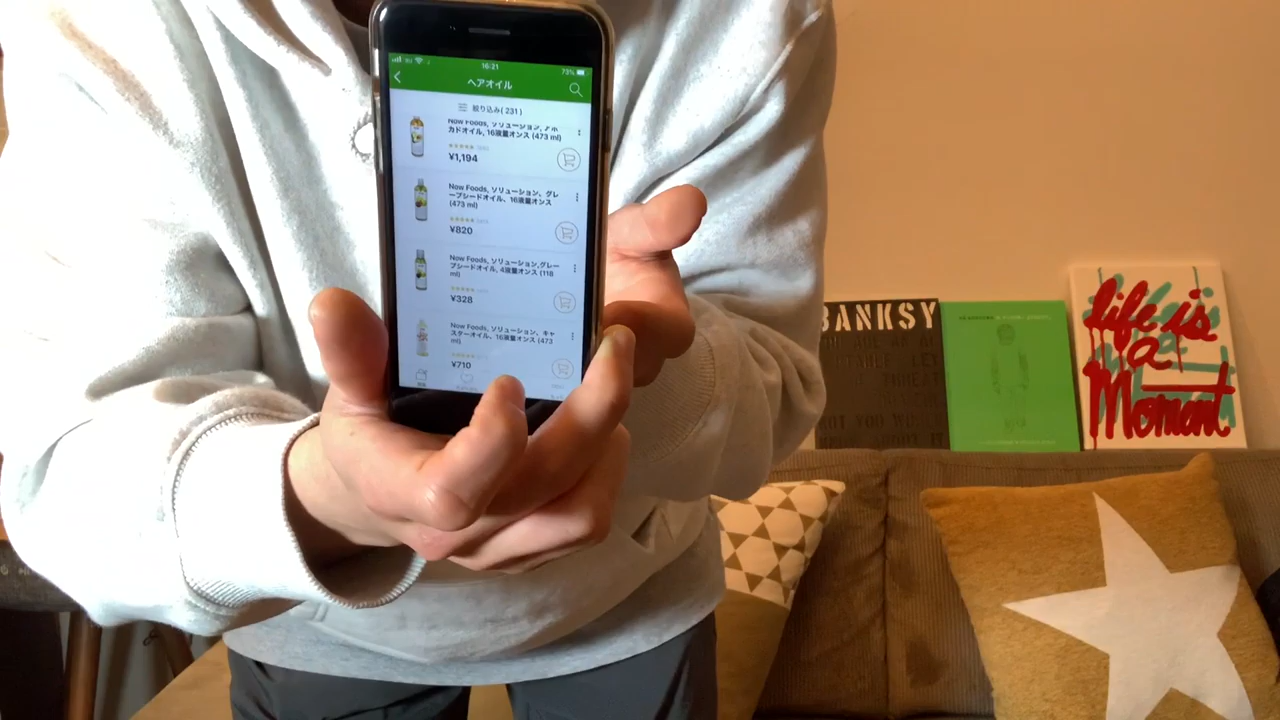 16:21
73%
ヘアオイル
絞り込み( 231 )
Now Foods, ソリューション, アボ
カドオイル, 16液量オンス (473 ml)
¥1,194
Now Foods, ソリューション、グレ
ープシードオイル、16液量オンス
(473 ml)
¥820
Now Foods, ソリューション,グレー
プシードオイル, 4液量オンス (118
ml)
¥328
Now Foods, ソリューション、キャ
スターオイル、16液量オンス (473
ml)
¥710
BANKSY
life is
a
Moment